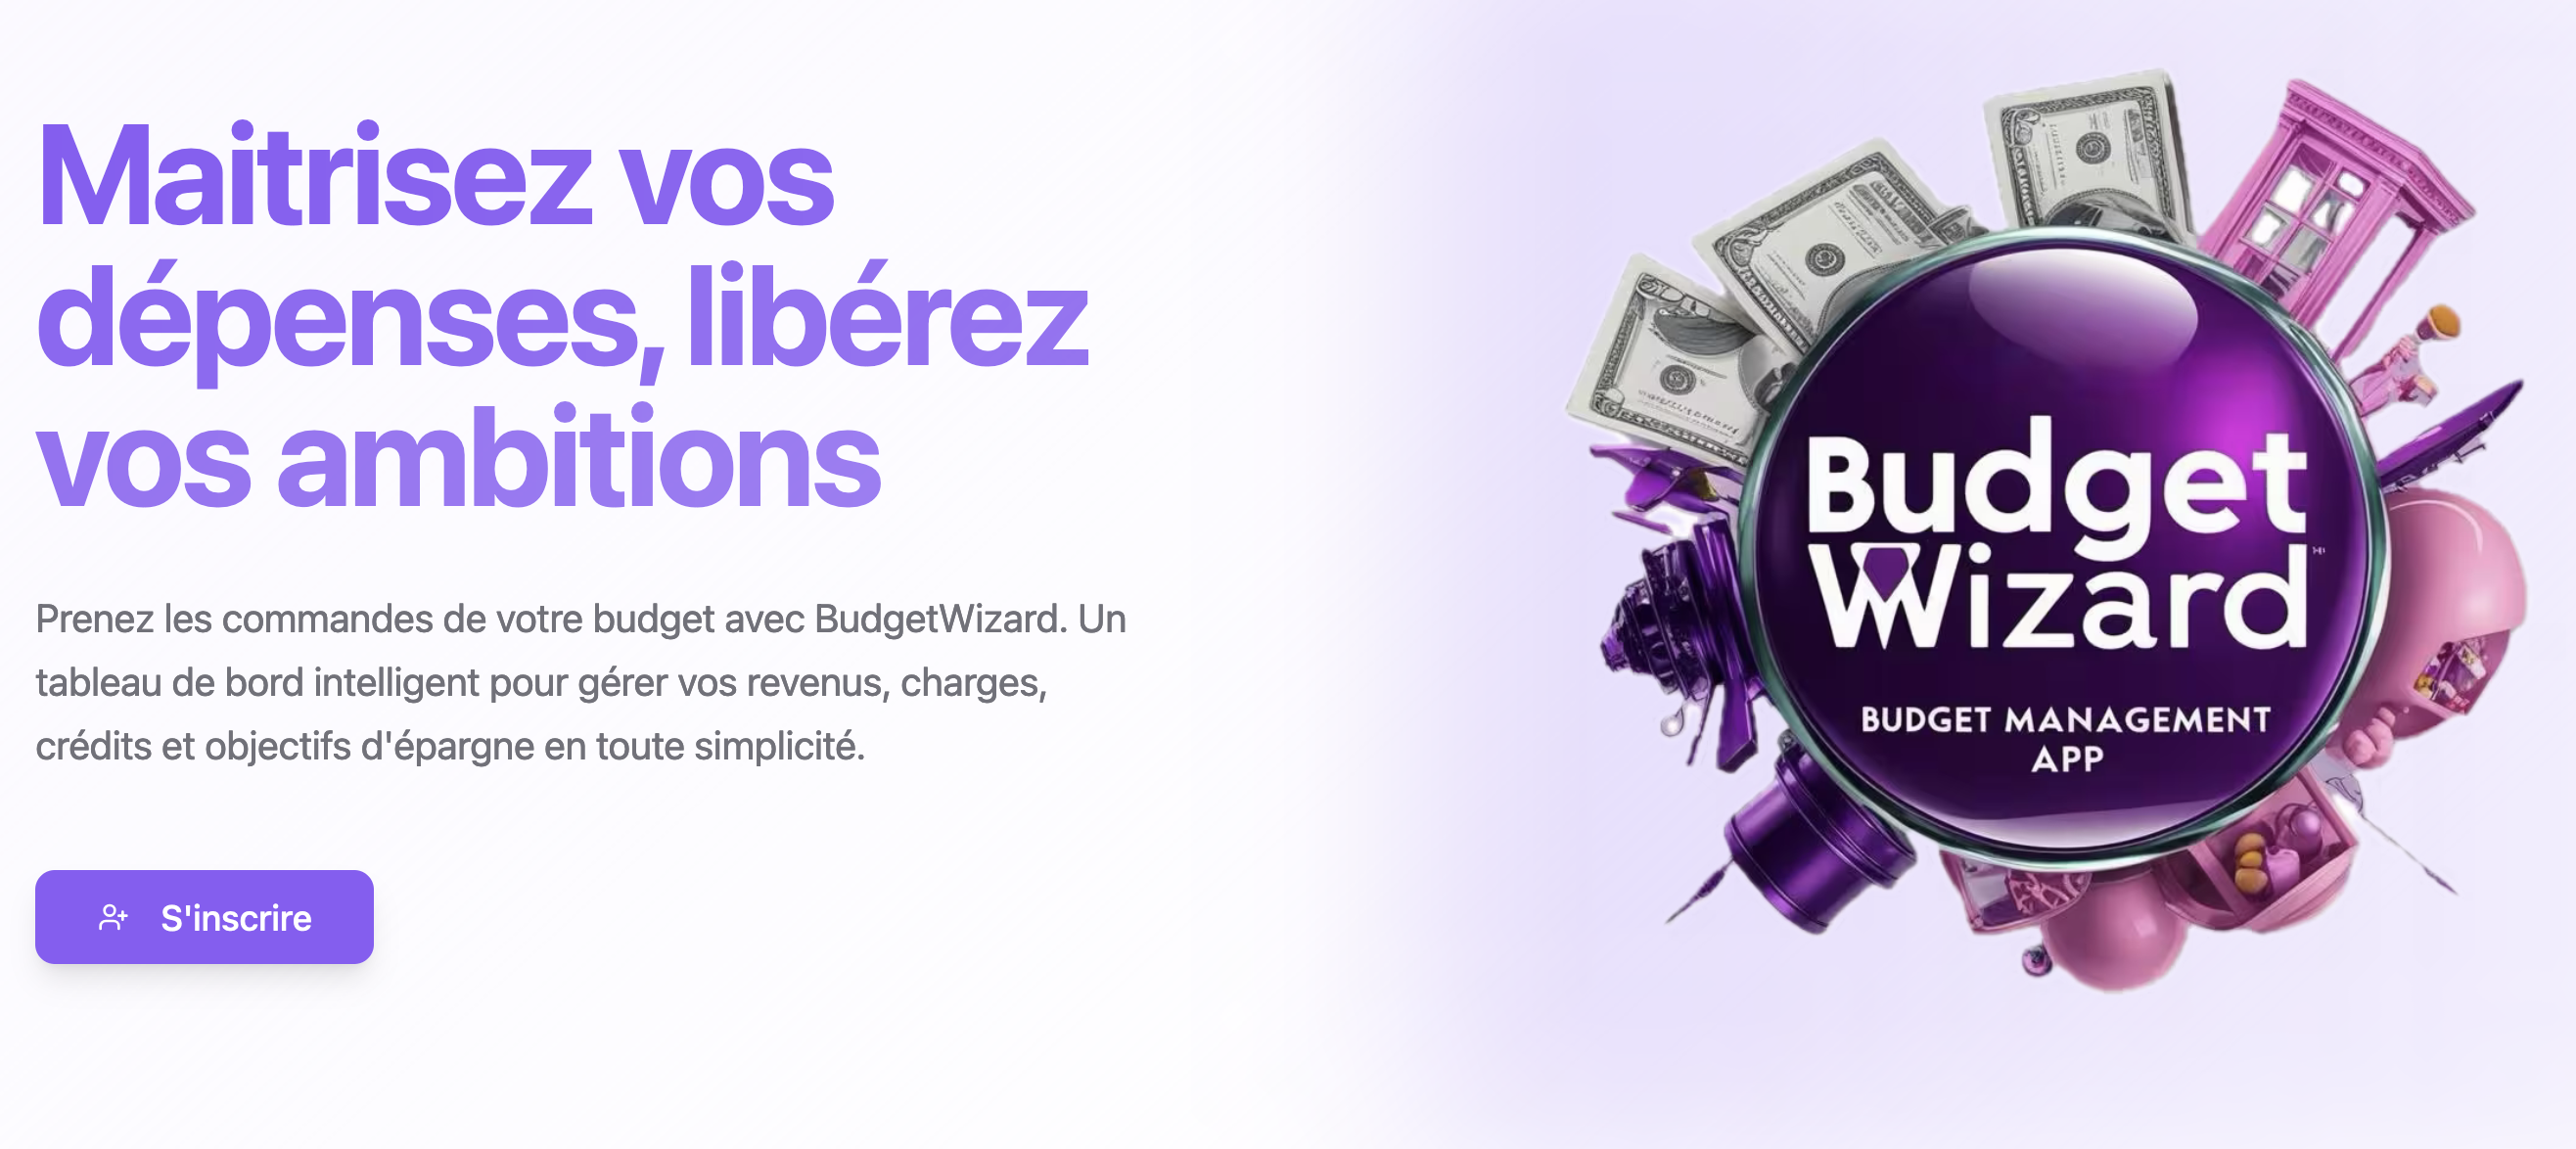 Maitrisez vos
dépenses, libérez
vos ambitions
Prenez les commandes de votre budget avec BudgetWizard. Un
tableau de bord intelligent pour gérer vos revenus, charges,
crédits et objectifs d'épargne en toute simplicité.
S'inscrire
Budget
Wizard
BUDGET MANAGEMENT
APP